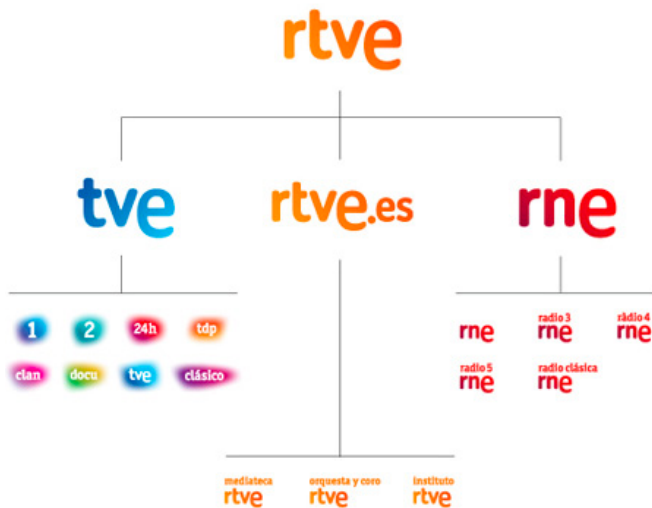 rtve
tve rtve.es rne
1 2 24h tdp
clan docu tve clásico
rne radio 3 rne ràdio 4 rne
radio 5 rne radio clásica rne
mediateca orquesta y coro instituto
rtve rtve rtve